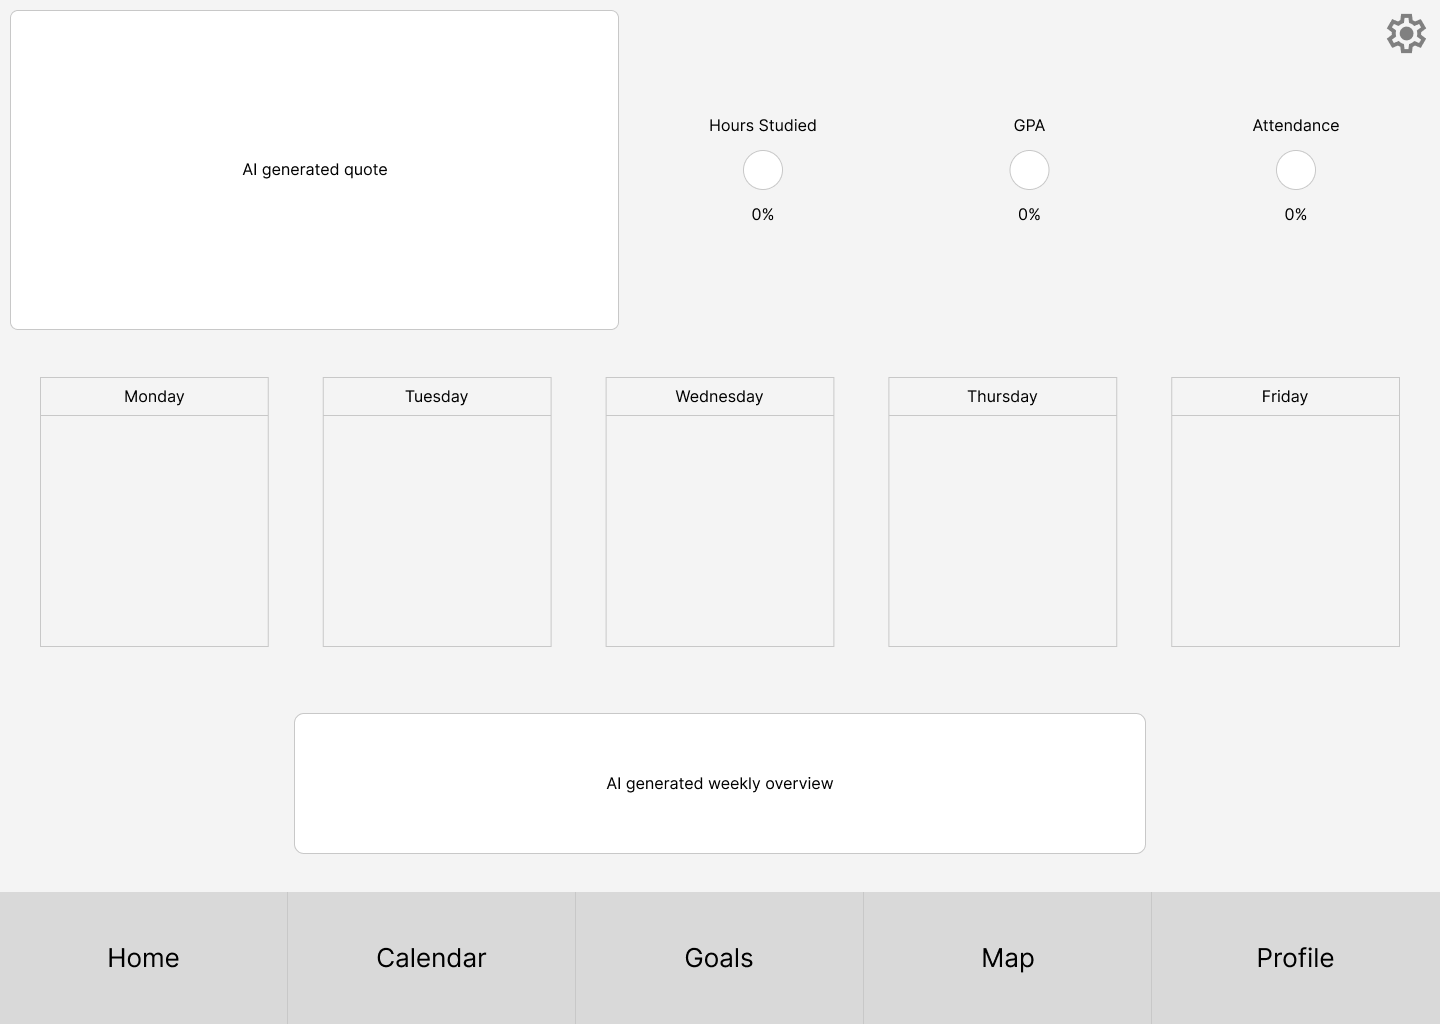 AI generated quote
Hours Studied
0%
GPA
0%
Attendance
0%
Monday
Tuesday
Wednesday
Thursday
Friday
AI generated weekly overview
Home
Calendar
Goals
Map
Profile